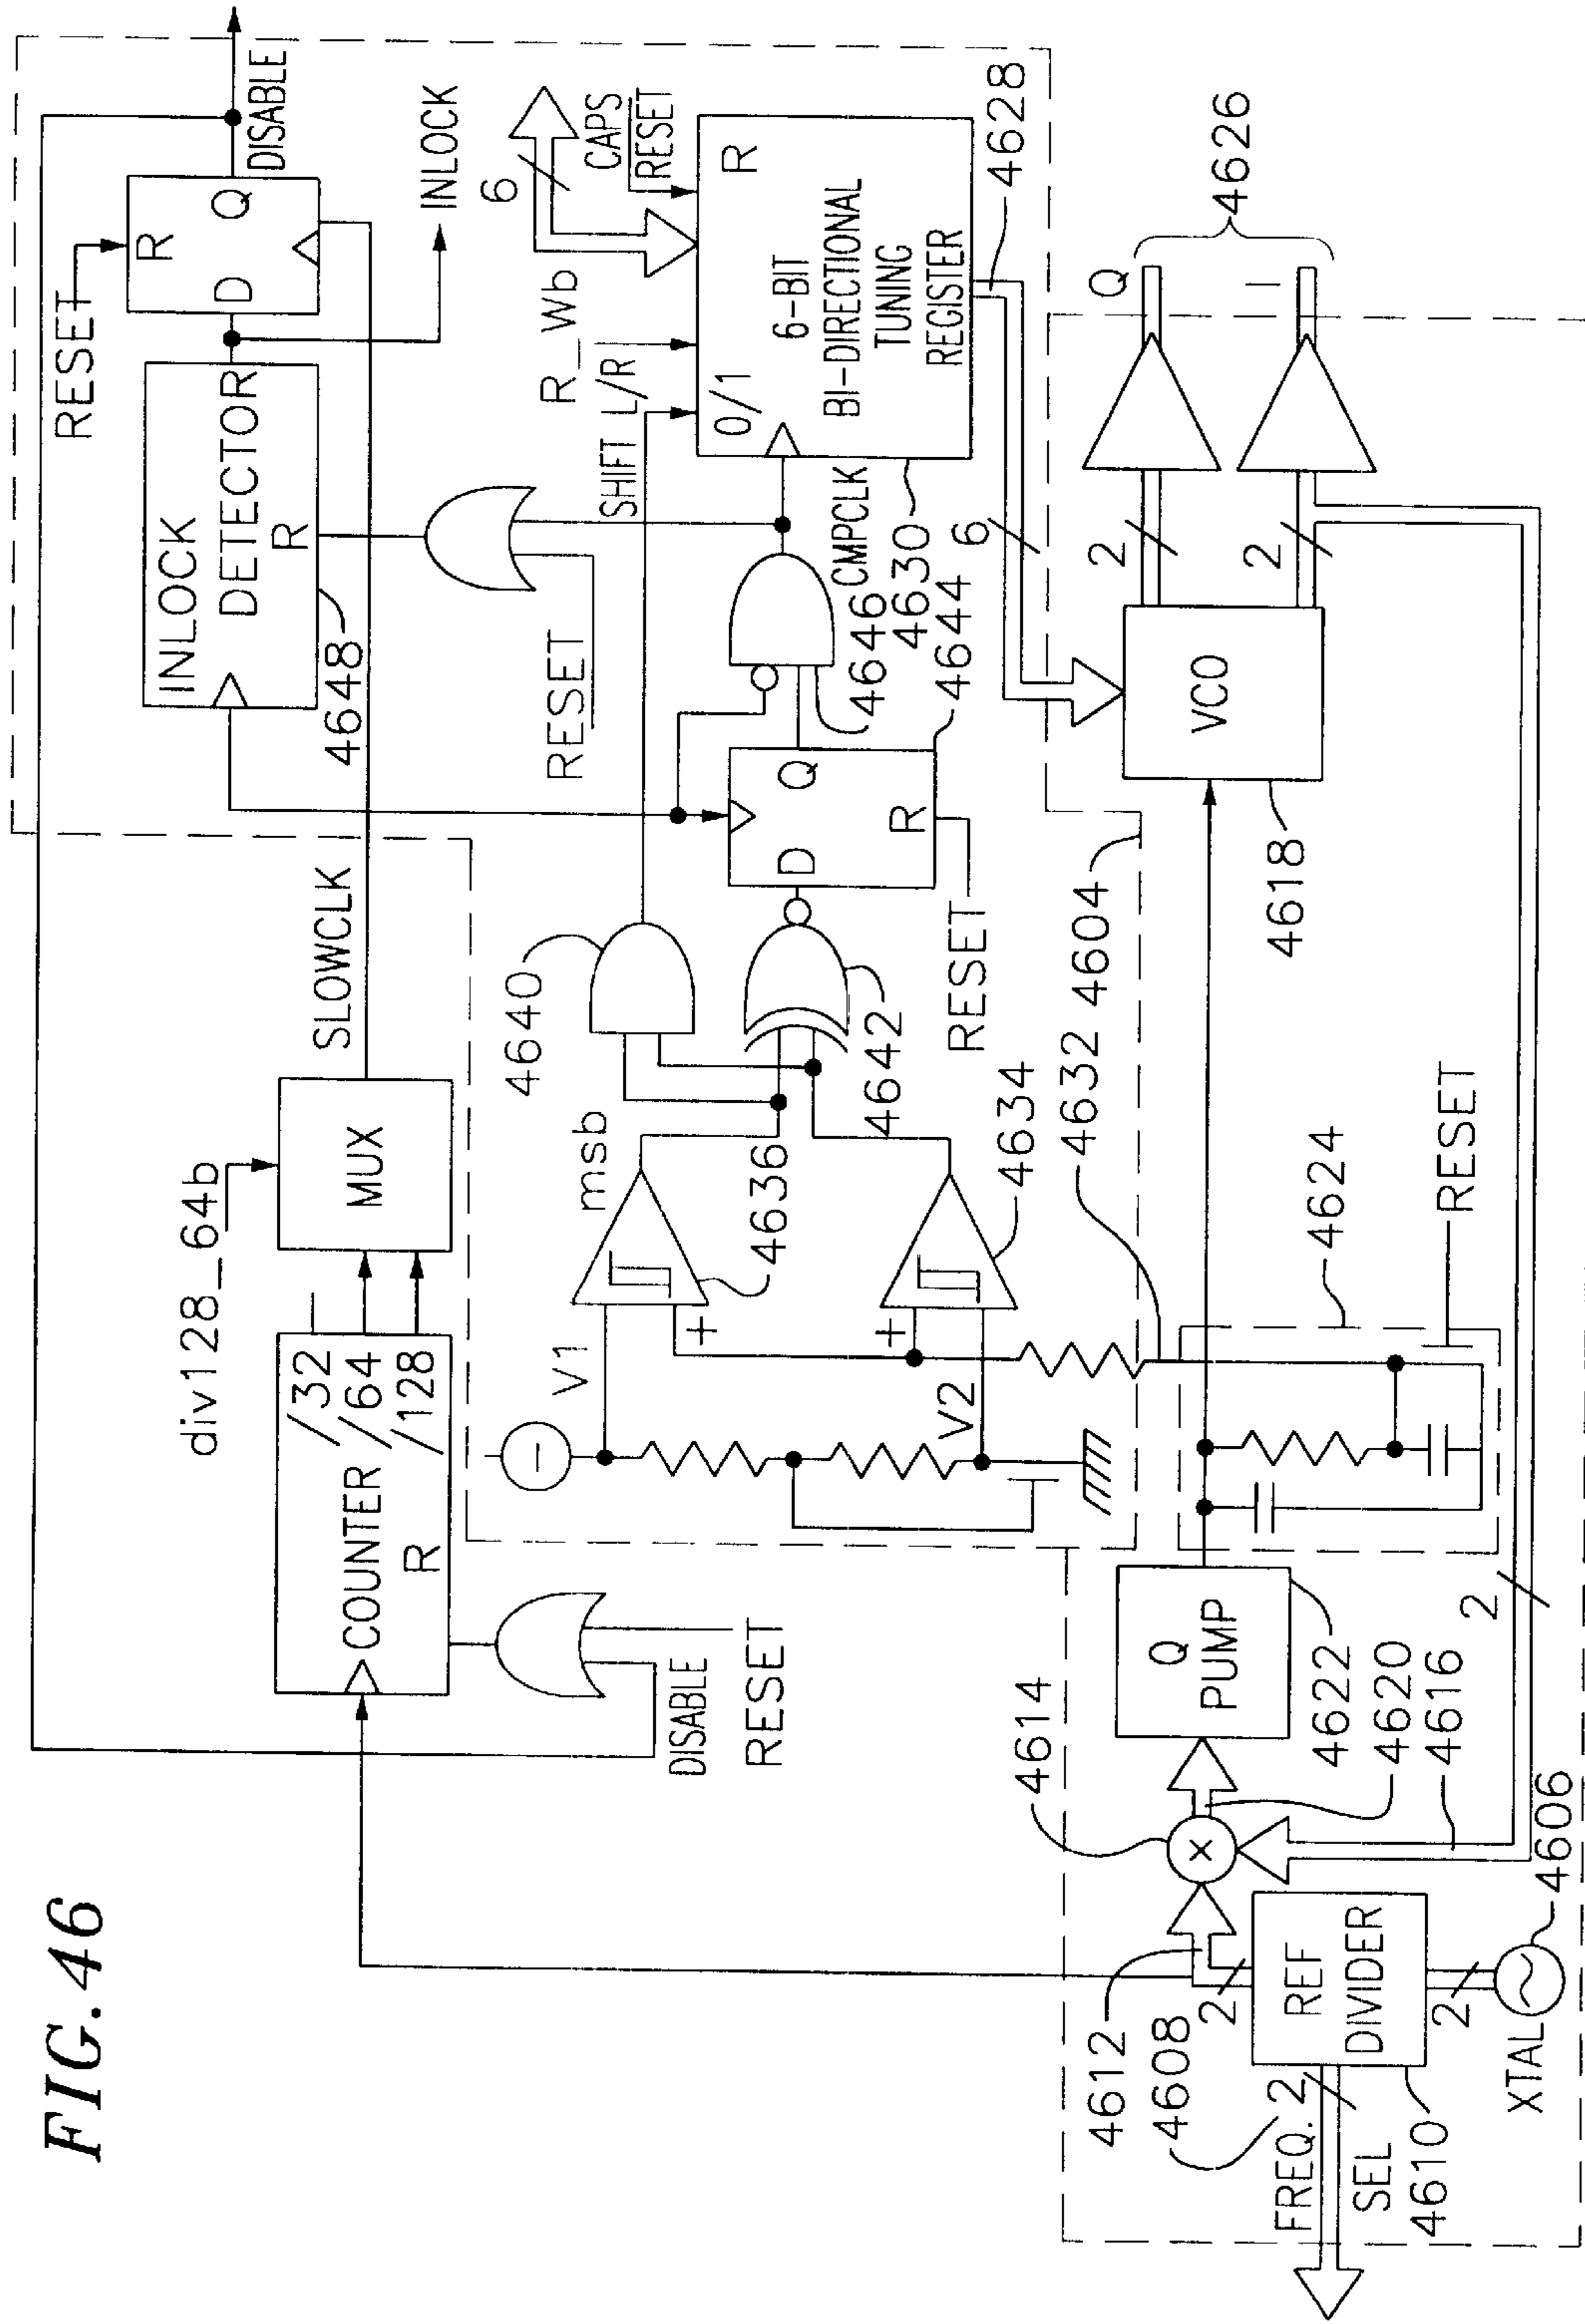 FIG.46
RESET
R
D
Q
DISABLE
INLOCK
DETECTOR
R
4648
INLOCK
SLOWCLK
div128_64b
MUX
COUNTER
/32
/64
/128
R
DISABLE
RESET
RESET
SHIFT L/R
R_Wb
6
CAPS
RESET
0/1
R
6-BIT
BI-DIRECTIONAL
TUNING
REGISTER
4628
CMPCLK
4646
4630
4644
6
D
Q
R
RESET
4640
4642
msb
4636
4634
+
+
V1
V2
4632
4604
4614
Q
PUMP
4622
4620
4616
4624
RESET
VCO
4618
2
2
Q
I
4626
2
4612
4608
2
REF
DIVIDER
FREQ.
2
SEL
4610
2
XTAL
4606
×